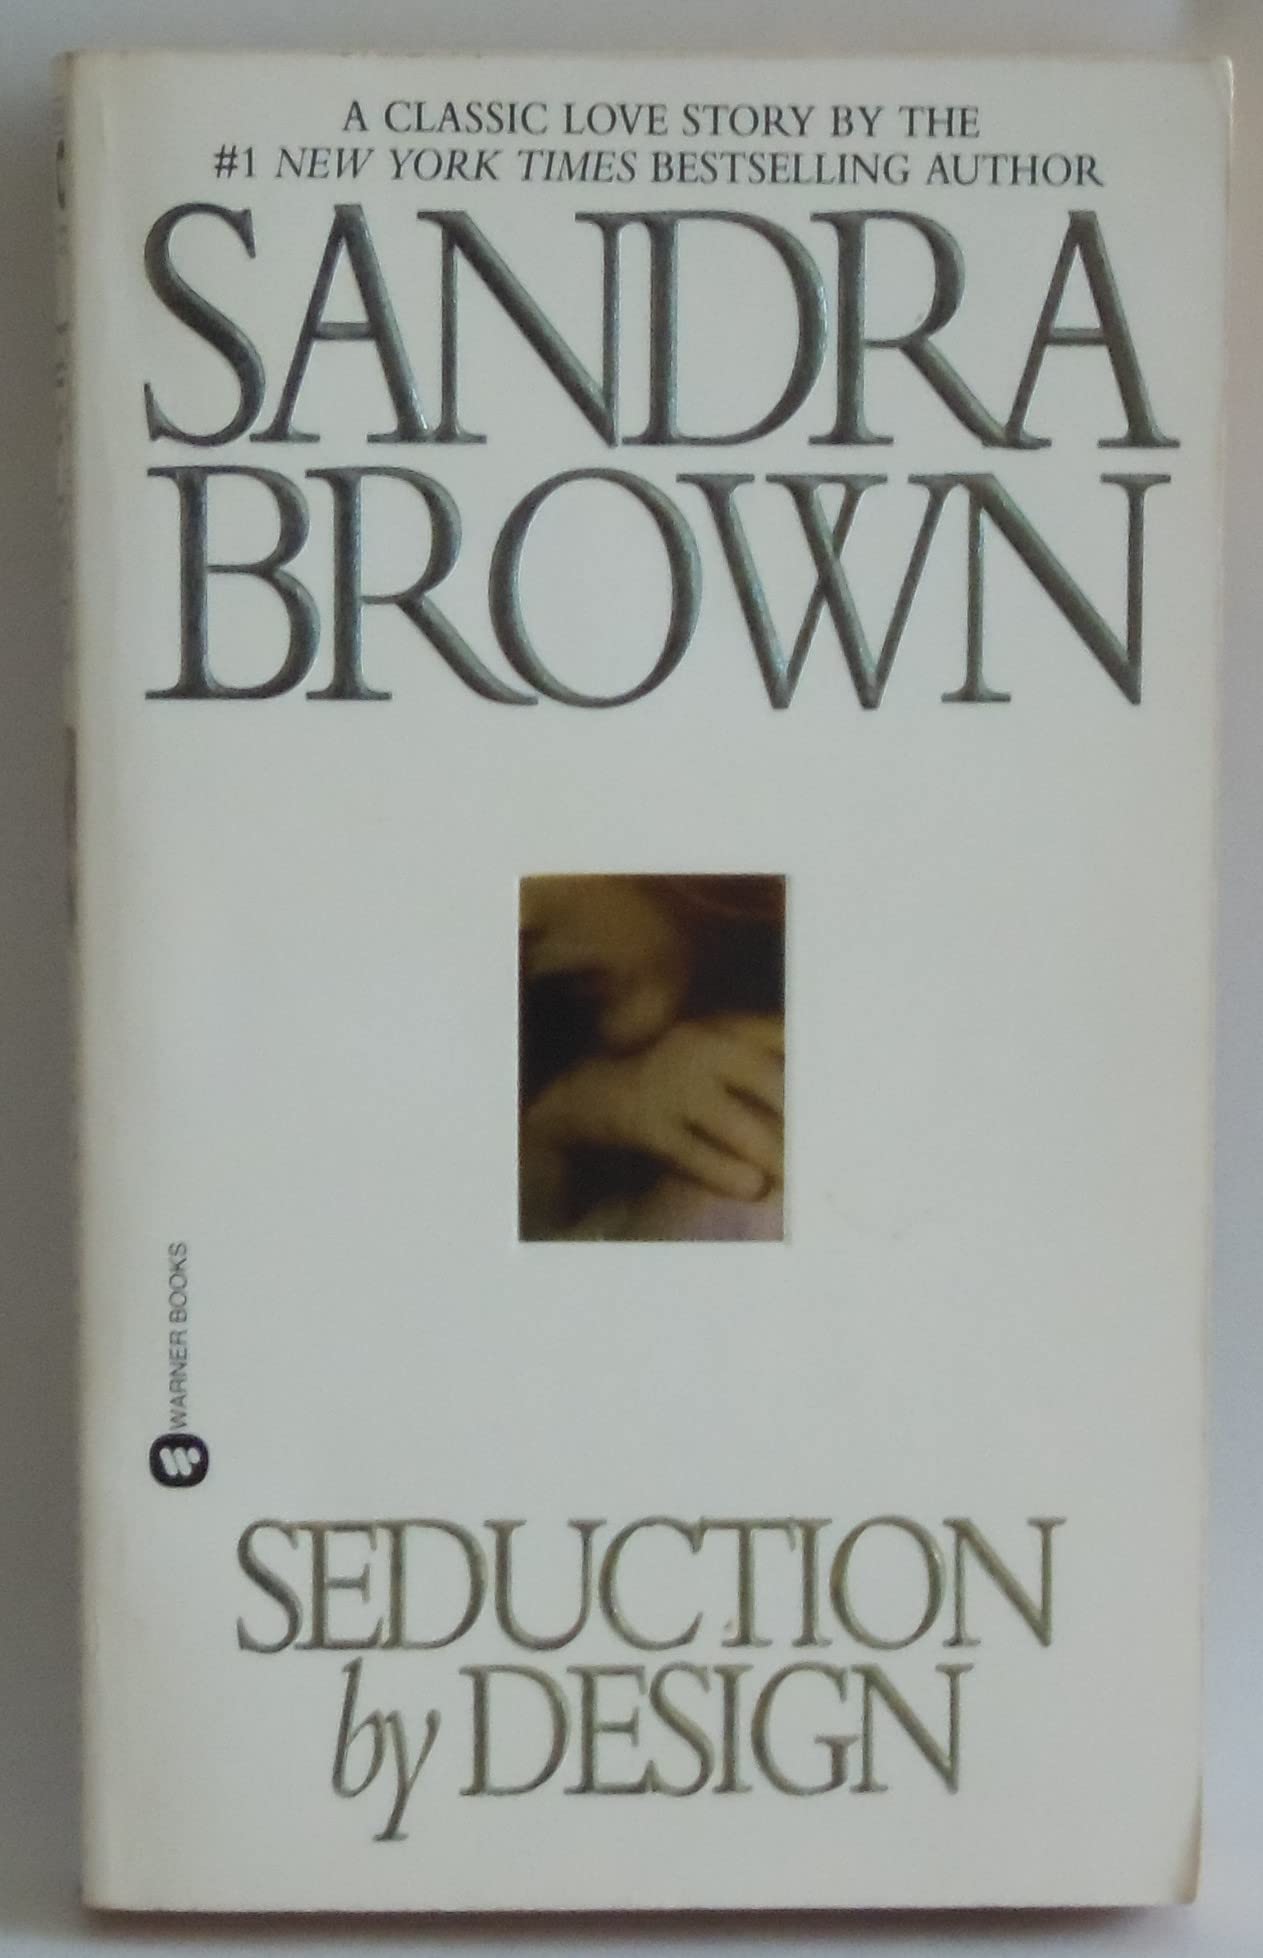 A CLASSIC LOVE STORY BY THE
#1 NEW YORK TIMES BESTSELLING AUTHOR
SANDRA
BROWN
WARNER BOOKS
SEDUCTION
by DESIGN